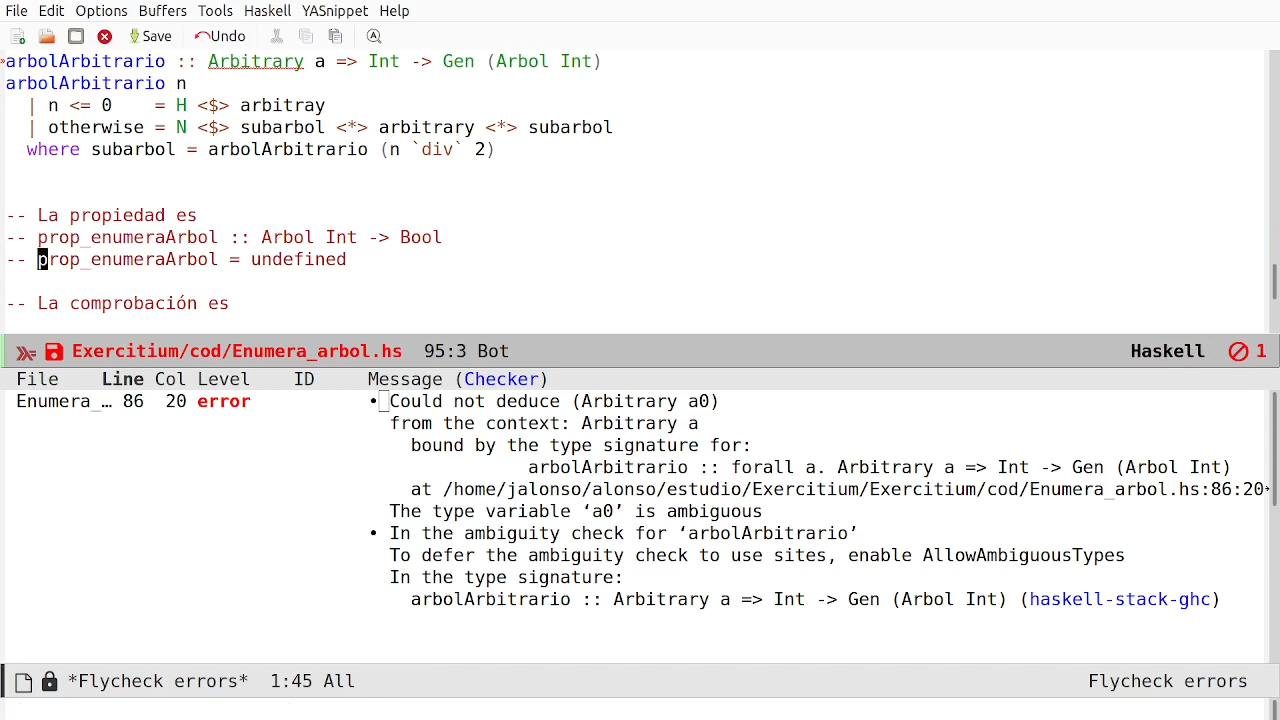 File Edit Options Buffers Tools Haskell YASnippet Help
Save Undo
arbolArbitrario :: Arbitrary a => Int -> Gen (Arbol Int)
arbolArbitrario n
  | n <= 0    = H <$> arbitray
  | otherwise = N <$> subarbol <*> arbitrary <*> subarbol
  where subarbol = arbolArbitrario (n `div` 2)
-- La propiedad es
-- prop_enumeraArbol :: Arbol Int -> Bool
-- prop_enumeraArbol = undefined
-- La comprobación es
Exercitium/cod/Enumera_arbol.hs 95:3 Bot Haskell 1
File Line Col Level ID Message (Checker)
Enumera_… 86 20 error • Could not deduce (Arbitrary a0)
from the context: Arbitrary a
bound by the type signature for:
arbolArbitrario :: forall a. Arbitrary a => Int -> Gen (Arbol Int)
at /home/jalonso/alonso/estudio/Exercitium/Exercitium/cod/Enumera_arbol.hs:86:20
The type variable ‘a0’ is ambiguous
• In the ambiguity check for ‘arbolArbitrario’
To defer the ambiguity check to use sites, enable AllowAmbiguousTypes
In the type signature:
arbolArbitrario :: Arbitrary a => Int -> Gen (Arbol Int) (haskell-stack-ghc)
*Flycheck errors* 1:45 All Flycheck errors